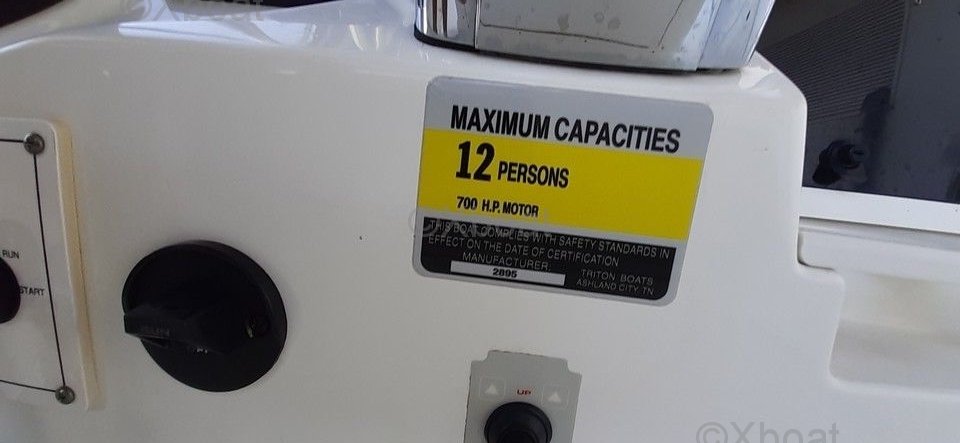 MAXIMUM CAPACITIES
12 PERSONS
700 H.P. MOTOR
THIS BOAT COMPLIES WITH SAFETY STANDARDS IN
EFFECT ON THE DATE OF CERTIFICATION
MANUFACTURER
2895
TRITON BOATS
ASHLAND CITY, TN
RUN
START
UP
©Xboat